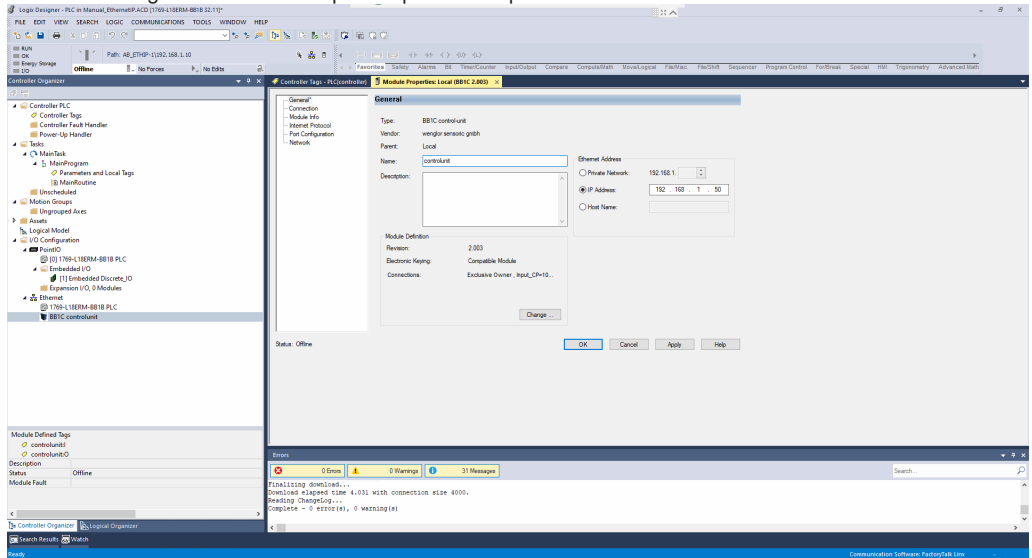 Logix Designer - PLC in Manual_EthernetIP.ACD [1769-L18ERM-BB1B 32.11]*
FILE EDIT VIEW SEARCH LOGIC COMMUNICATIONS TOOLS WINDOW HELP
RUN
OK
Energy Storage
I/O
Path: AB_ETHIP-1\192.168.1.10
Offline
No Forces
No Edits
Favorites Safety Alarms Bit Timer/Counter Input/Output Compare Compute/Math Move/Logical File/Misc. File/Shift Sequencer Program Control For/Break Special HMI Trigonometry Advanced Math
Controller Organizer
Controller PLC
Controller Tags
Controller Fault Handler
Power-Up Handler
Tasks
MainTask
MainProgram
Parameters and Local Tags
MainRoutine
Unscheduled
Motion Groups
Ungrouped Axes
Assets
Logical Model
I/O Configuration
PointIO
[0] 1769-L18ERM-BB1B PLC
Embedded I/O
[1] Embedded Discrete_IO
Expansion I/O, 0 Modules
Ethernet
1769-L18ERM-BB1B PLC
BB1C controlunit
Module Defined Tags
controlunit:I
controlunit:O
Description
Status Offline
Module Fault
Controller Organizer Logical Organizer
Controller Tags - PLC(controller) Module Properties: Local (BB1C 2.003) ×
General*
Connection
Module Info
Internet Protocol
Port Configuration
Network
General
Type: BB1C control-unit
Vendor: wenglor sensoric gmbh
Parent: Local
Name: controlunit
Description:
Ethernet Address
Private Network: 192.168.1.
IP Address: 192 . 168 . 1 . 50
Host Name:
Module Definition
Revision: 2.003
Electronic Keying: Compatible Module
Connections: Exclusive Owner , Input_CP=10...
Change ...
Status: Offline
OK Cancel Apply Help
Errors
0 Errors 0 Warnings 31 Messages
Search...
Finalizing download...
Download elapsed time 4.031 with connection size 4000.
Reading ChangeLog...
Complete - 0 error(s), 0 warning(s)
Search Results Watch
Ready
Communication Software: FactoryTalk Linx